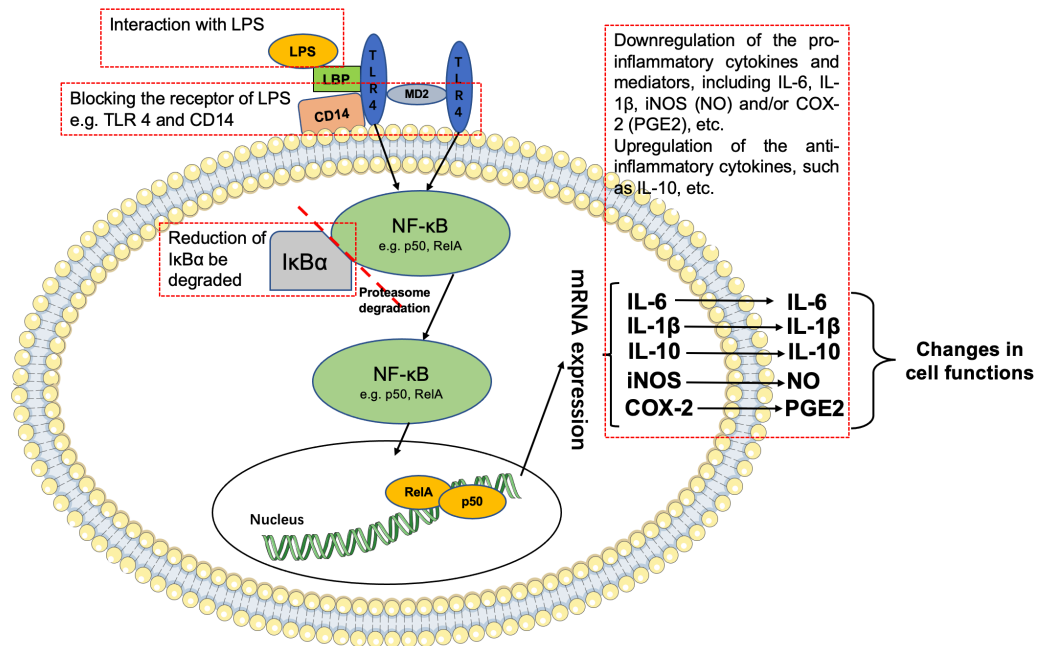 Interaction with LPS
LPS
LBP
T
L
R
4
MD2
T
L
R
4
Blocking the receptor of LPS
e.g. TLR 4 and CD14
CD14
Downregulation of the pro-
inflammatory cytokines and
mediators, including IL-6, IL-
1β, iNOS (NO) and/or COX-
2 (PGE2), etc.
Upregulation of the anti-
inflammatory cytokines, such
as IL-10, etc.
NF-κB
e.g. p50, RelA
Reduction of
IκBα be
degraded
IκBα
Proteasome
degradation
NF-κB
e.g. p50, RelA
mRNA expression
IL-6 IL-6
IL-1β IL-1β
IL-10 IL-10
iNOS NO
COX-2 PGE2
Changes in
cell functions
RelA
p50
Nucleus